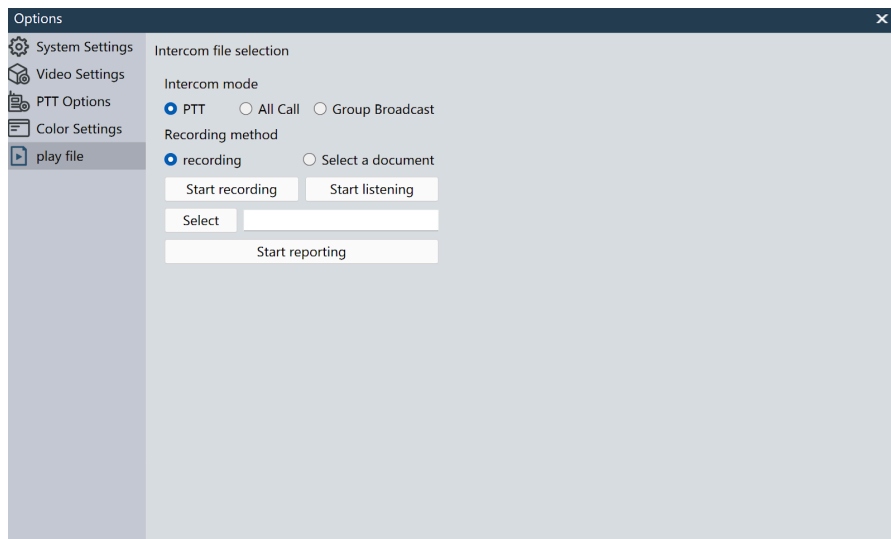 Options
System Settings
Video Settings
PTT Options
Color Settings
play file
Intercom file selection
Intercom mode
PTT All Call Group Broadcast
Recording method
recording Select a document
Start recording Start listening
Select
Start reporting